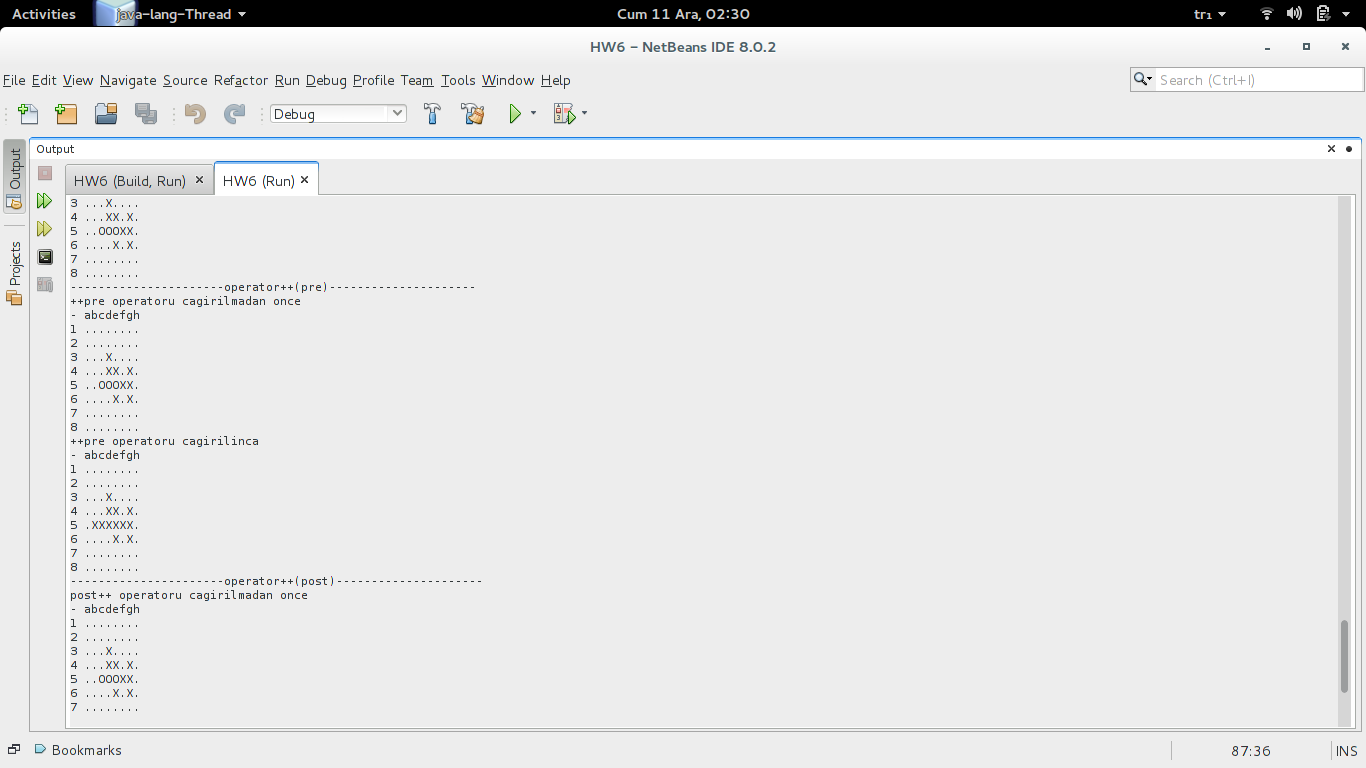 Activities java-lang-Thread Cum 11 Ara, 02:30 tr₁
HW6 – NetBeans IDE 8.0.2
File Edit View Navigate Source Refactor Run Debug Profile Team Tools Window Help
Search (Ctrl+I)
Debug
Output
Output
Projects
HW6 (Build, Run) HW6 (Run)
3 ...X....
4 ...XX.X.
5 ..OOOXX.
6 ....X.X.
7 ........
8 ........
----------------------operator++(pre)---------------------
++pre operatoru cagirilmadan once
- abcdefgh
1 ........
2 ........
3 ...X....
4 ...XX.X.
5 ..OOOXX.
6 ....X.X.
7 ........
8 ........
++pre operatoru cagirilinca
- abcdefgh
1 ........
2 ........
3 ...X....
4 ...XX.X.
5 .XXXXXX.
6 ....X.X.
7 ........
8 ........
----------------------operator++(post)---------------------
post++ operatoru cagirilmadan once
- abcdefgh
1 ........
2 ........
3 ...X....
4 ...XX.X.
5 ..OOOXX.
6 ....X.X.
7 ........
Bookmarks 87:36 INS